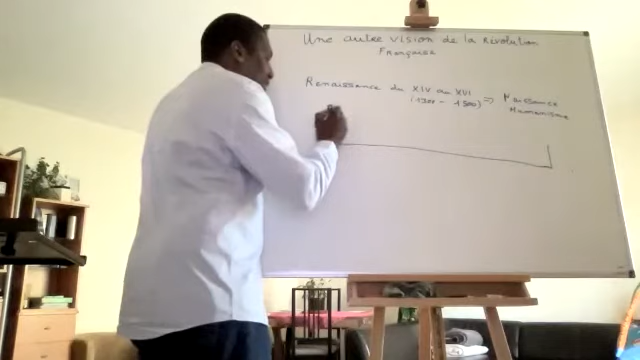 Une autre vision de la Révolution
Française
Renaissance du XIV au XVI
(1300 - 1500) => Naissance
Humanisme